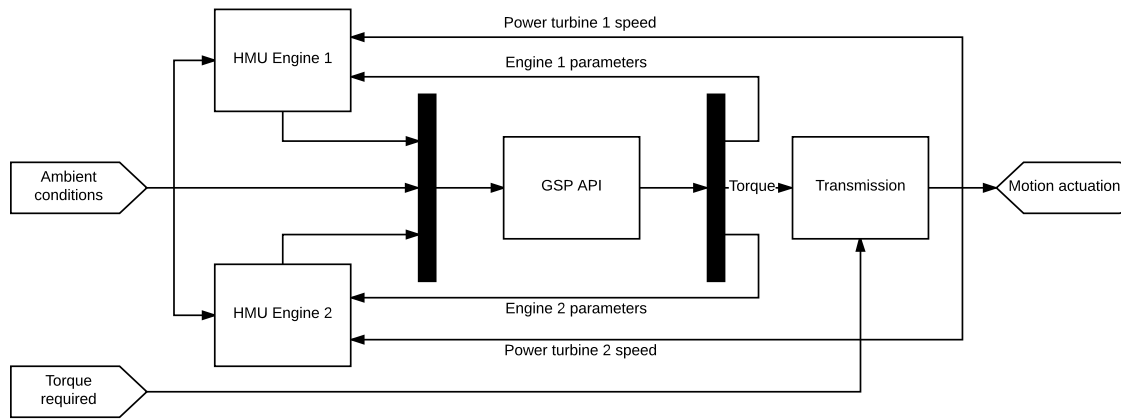 Power turbine 1 speed
HMU Engine 1
Engine 1 parameters
Ambient
conditions
GSP API
Torque
Transmission
Motion actuation
HMU Engine 2
Engine 2 parameters
Power turbine 2 speed
Torque
required